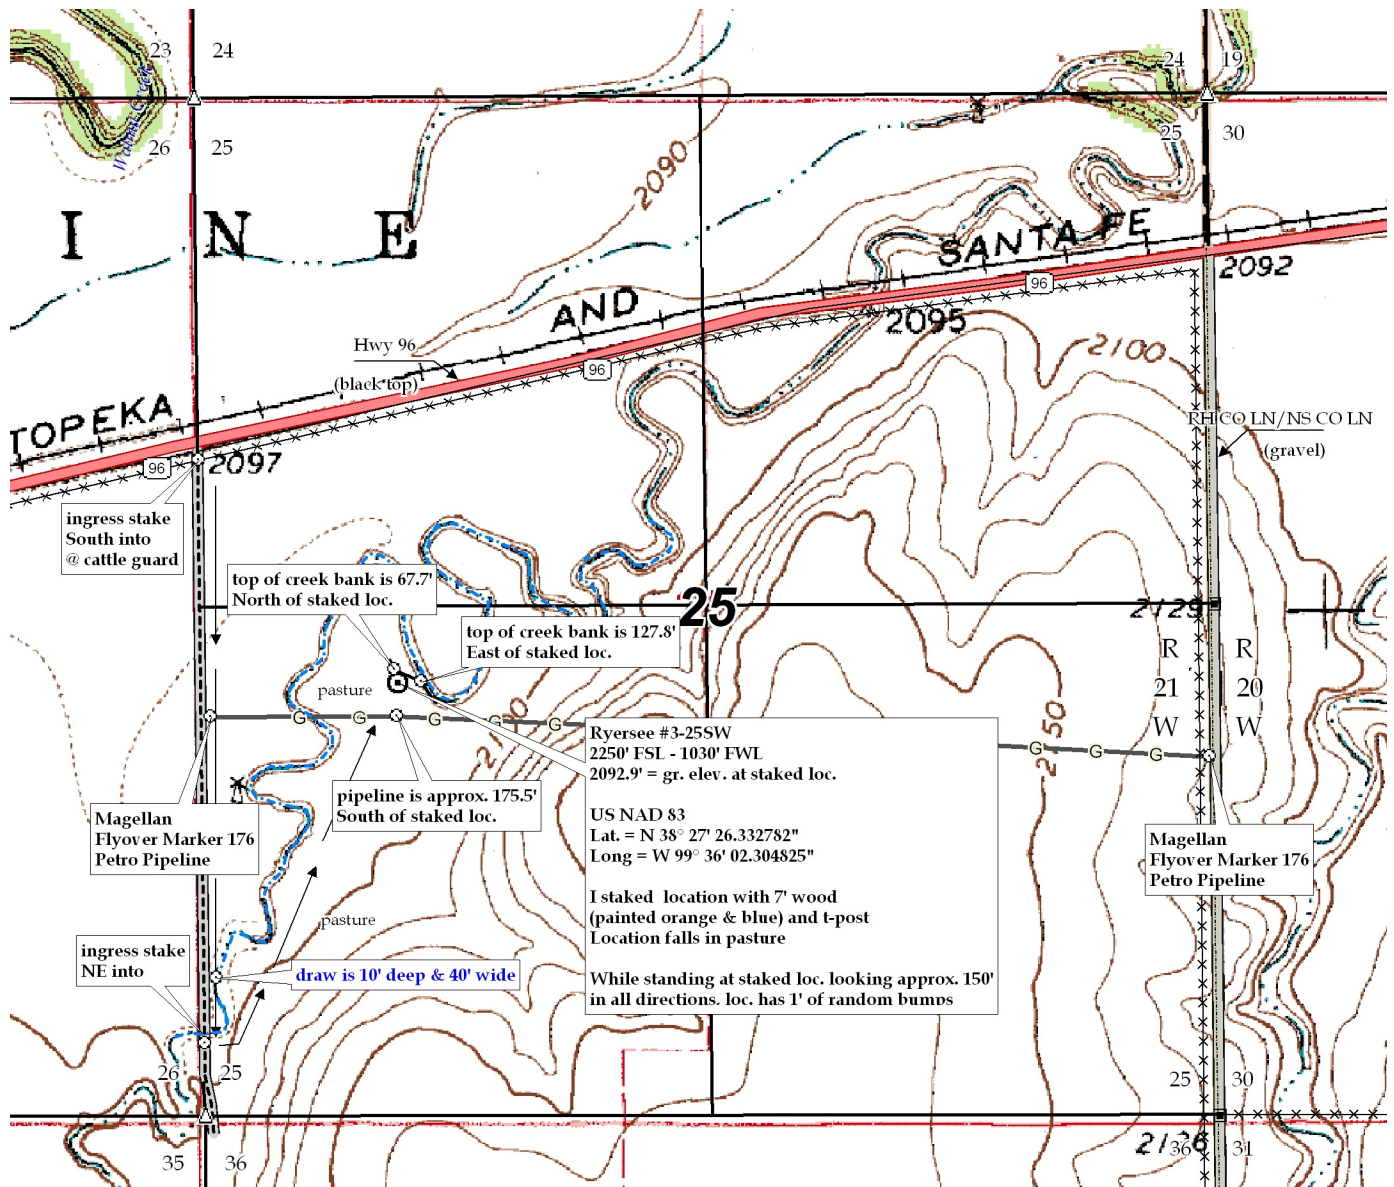 23
24
24
19
Walnut Creek
26
25
25
30
2090
I N E
SANTA FE
2092
96
AND
2095
Hwy 96
2100
96
(black top)
TOPEKA
RH CO LN/NS CO LN
(gravel)
96
2097
ingress stake
South into
@ cattle guard
top of creek bank is 67.7'
North of staked loc.
25
2129
top of creek bank is 127.8'
East of staked loc.
R
21
W
R
20
W
pasture
G
G
G
G
G
G
G
G
2150
Ryersee #3-25SW
2250' FSL - 1030' FWL
2092.9' = gr. elev. at staked loc.
US NAD 83
Lat. = N 38° 27' 26.332782"
Long = W 99° 36' 02.304825"
I staked location with 7' wood
(painted orange & blue) and t-post
Location falls in pasture
While standing at staked loc. looking approx. 150'
in all directions. loc. has 1' of random bumps
pipeline is approx. 175.5'
South of staked loc.
Magellan
Flyover Marker 176
Petro Pipeline
Magellan
Flyover Marker 176
Petro Pipeline
pasture
ingress stake
NE into
draw is 10' deep & 40' wide
26
25
25
30
35
36
2136
36
31